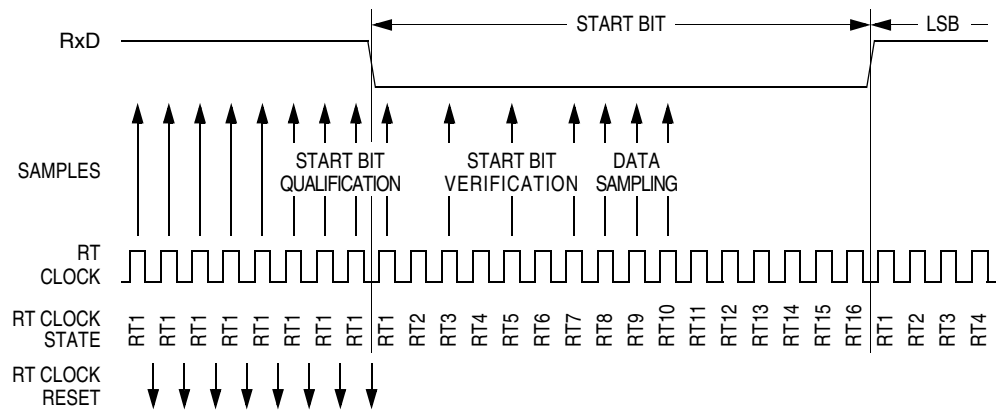 START BIT
LSB
RxD
SAMPLES
START BIT
QUALIFICATION
START BIT
VERIFICATION
DATA
SAMPLING
RT
CLOCK
RT CLOCK
STATE
RT1 RT1 RT1 RT1 RT1 RT1 RT1 RT1 RT1 RT2 RT3 RT4 RT5 RT6 RT7 RT8 RT9 RT10 RT11 RT12 RT13 RT14 RT15 RT16 RT1 RT2 RT3 RT4
RT CLOCK
RESET